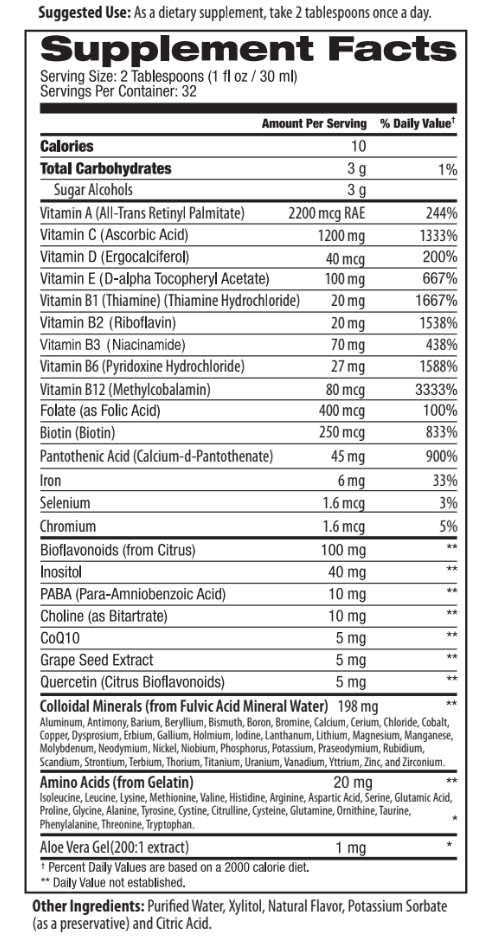 Suggested Use: As a dietary supplement, take 2 tablespoons once a day.
Supplement Facts
Serving Size: 2 Tablespoons (1 fl oz / 30 ml)
Servings Per Container: 32
Amount Per Serving % Daily Value†
Calories 10
Total Carbohydrates 3 g 1%
Sugar Alcohols 3 g
Vitamin A (All-Trans Retinyl Palmitate) 2200 mcg RAE 244%
Vitamin C (Ascorbic Acid) 1200 mg 1333%
Vitamin D (Ergocalciferol) 40 mcg 200%
Vitamin E (D-alpha Tocopheryl Acetate) 100 mg 667%
Vitamin B1 (Thiamine) (Thiamine Hydrochloride) 20 mg 1667%
Vitamin B2 (Riboflavin) 20 mg 1538%
Vitamin B3 (Niacinamide) 70 mg 438%
Vitamin B6 (Pyridoxine Hydrochloride) 27 mg 1588%
Vitamin B12 (Methylcobalamin) 80 mcg 3333%
Folate (as Folic Acid) 400 mcg 100%
Biotin (Biotin) 250 mcg 833%
Pantothenic Acid (Calcium-d-Pantothenate) 45 mg 900%
Iron 6 mg 33%
Selenium 1.6 mcg 3%
Chromium 1.6 mcg 5%
Bioflavonoids (from Citrus) 100 mg **
Inositol 40 mg **
PABA (Para-Amniobenzoic Acid) 10 mg **
Choline (as Bitartrate) 10 mg **
CoQ10 5 mg **
Grape Seed Extract 5 mg **
Quercetin (Citrus Bioflavonoids) 5 mg **
Colloidal Minerals (from Fulvic Acid Mineral Water) 198 mg **
Aluminum, Antimony, Barium, Beryllium, Bismuth, Boron, Bromine, Calcium, Cerium, Chloride, Cobalt,
Copper, Dysprosium, Erbium, Gallium, Holmium, Iodine, Lanthanum, Lithium, Magnesium, Manganese,
Molybdenum, Neodymium, Nickel, Niobium, Phosphorus, Potassium, Praseodymium, Rubidium,
Scandium, Strontium, Terbium, Thorium, Titanium, Uranium, Vanadium, Yttrium, Zinc, and Zirconium.
Amino Acids (from Gelatin) 20 mg **
Isoleucine, Leucine, Lysine, Methionine, Valine, Histidine, Arginine, Aspartic Acid, Serine, Glutamic Acid,
Proline, Glycine, Alanine, Tyrosine, Cystine, Citrulline, Cysteine, Glutamine, Ornithine, Taurine,
Phenylalanine, Threonine, Tryptophan. *
Aloe Vera Gel(200:1 extract) 1 mg *
† Percent Daily Values are based on a 2000 calorie diet.
** Daily Value not established.
Other Ingredients: Purified Water, Xylitol, Natural Flavor, Potassium Sorbate
(as a preservative) and Citric Acid.